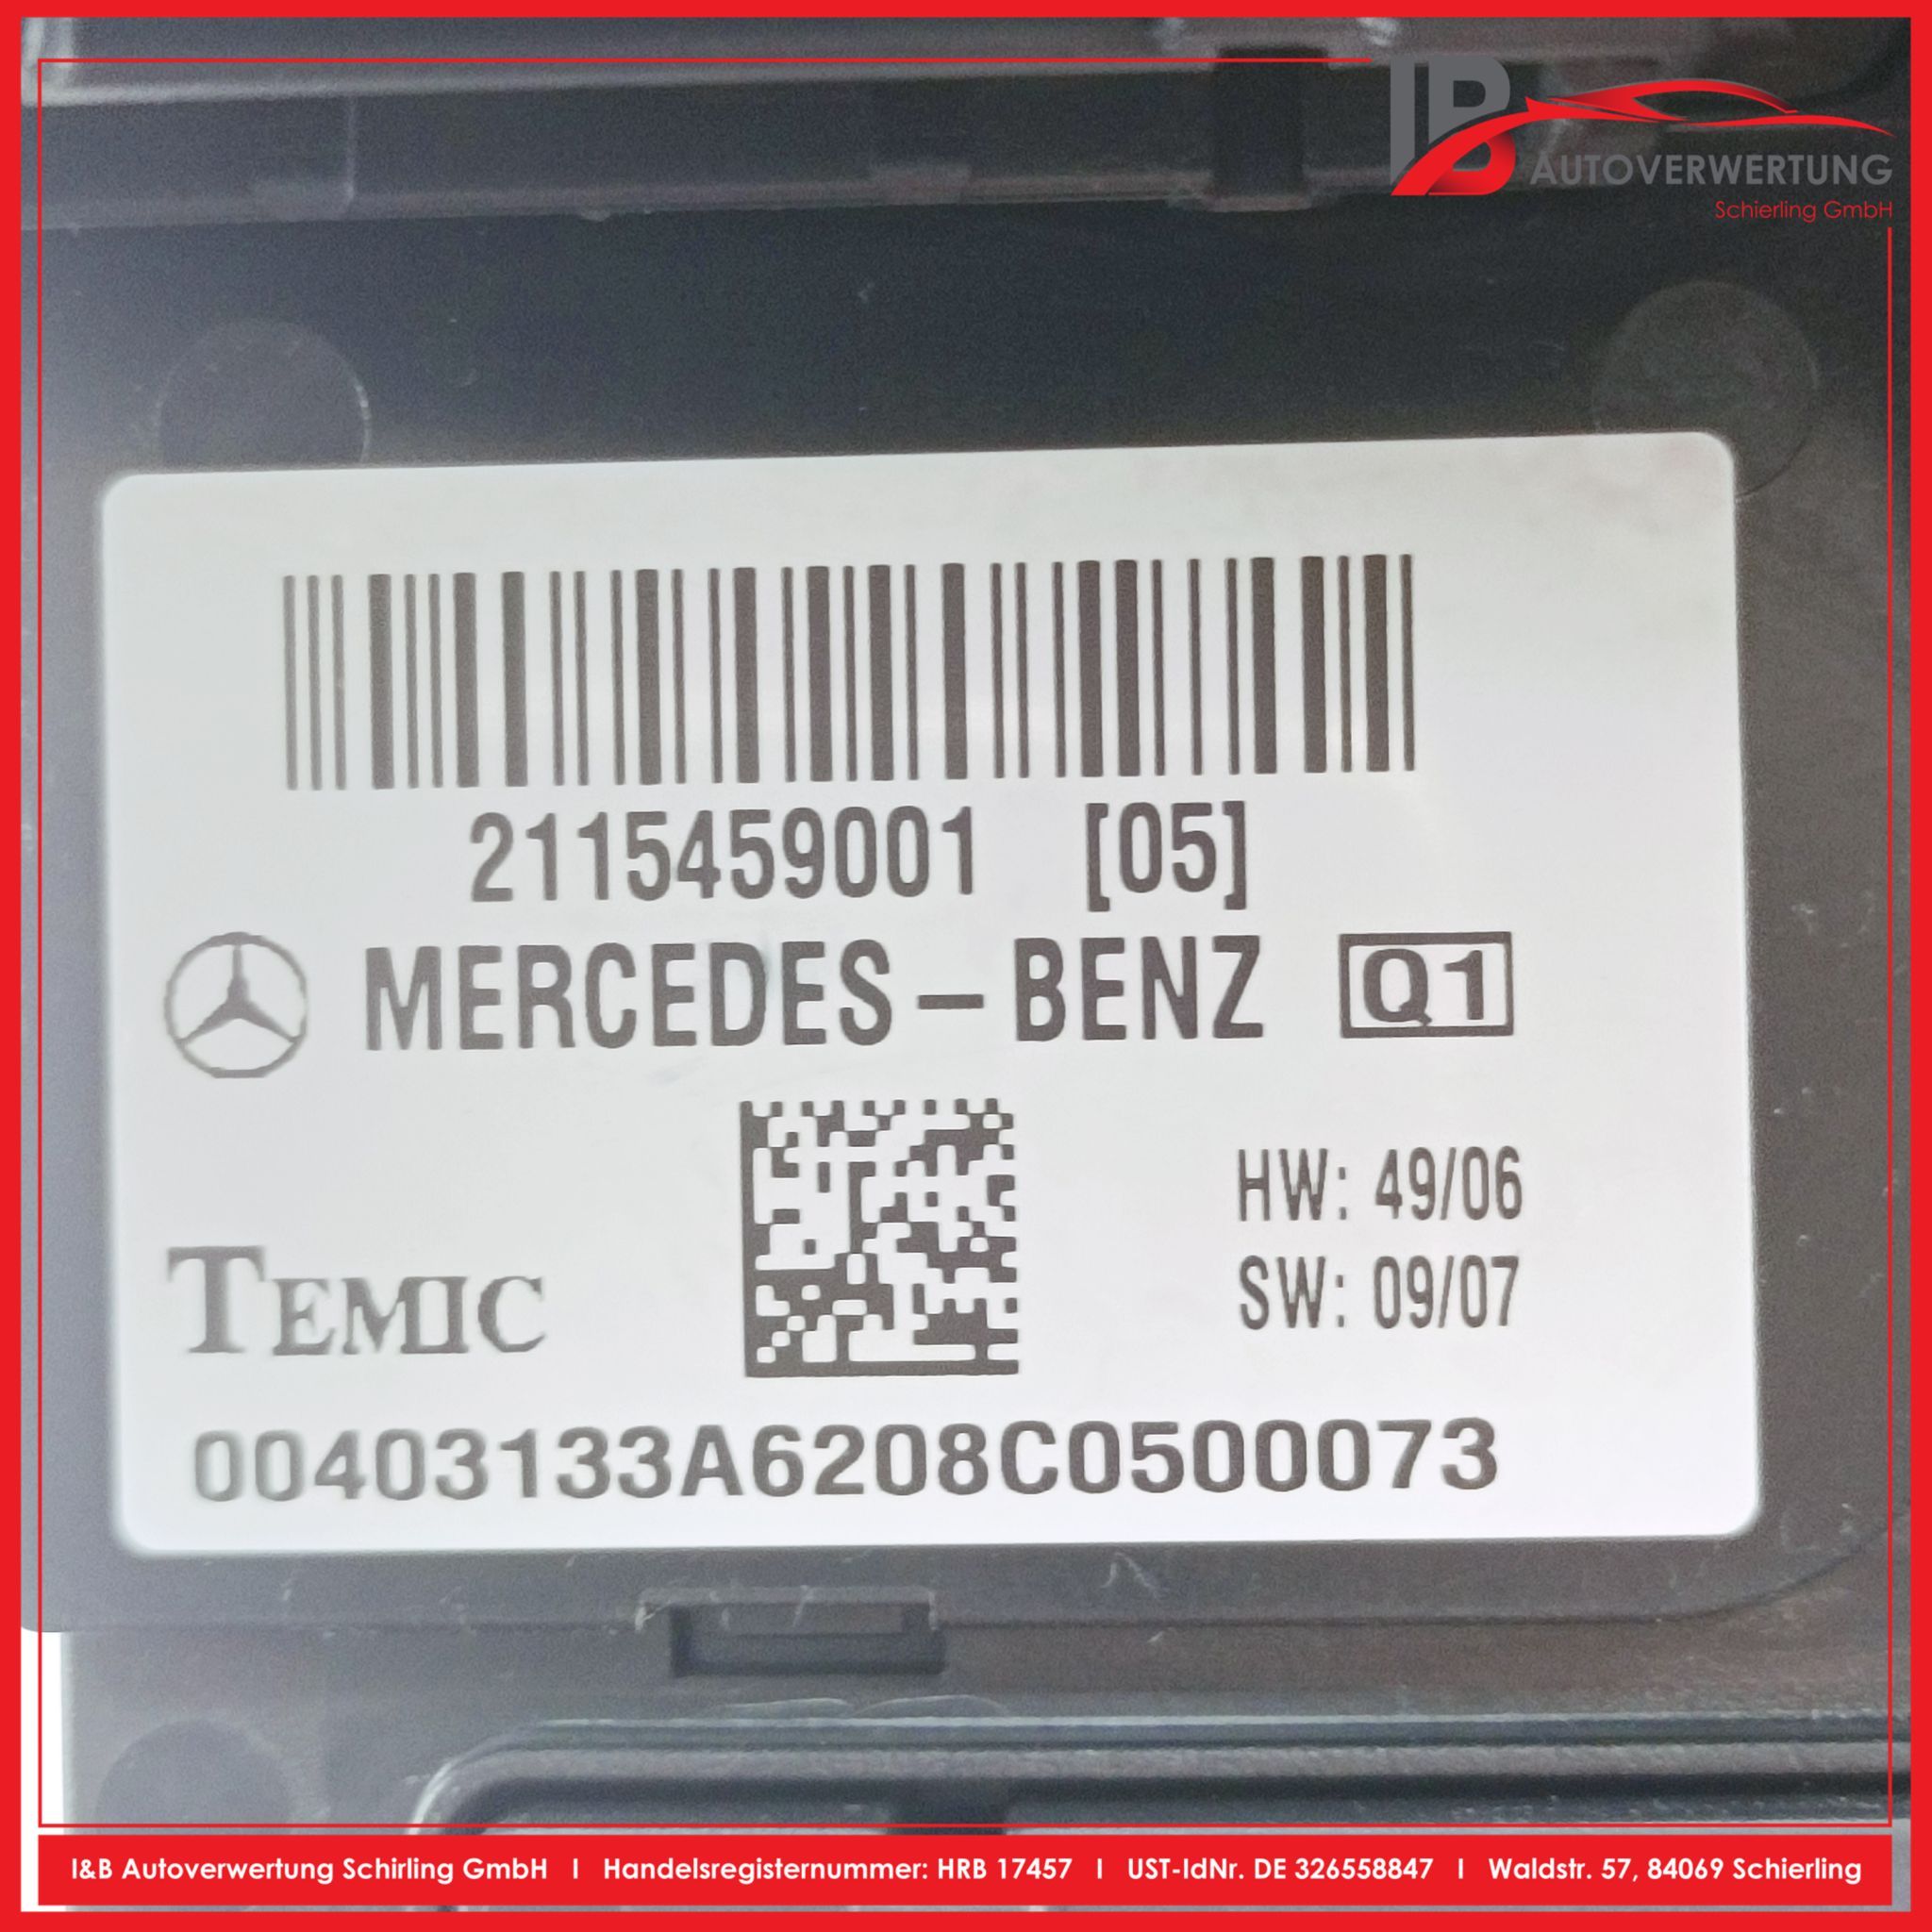 IB
AUTOVERWERTUNG
Schierling GmbH
2115459001 [05]
MERCEDES-BENZ Q1
HW: 49/06
SW: 09/07
TEMIC
00403133A6208C0500073
I&B Autoverwertung Schirling GmbH I Handelsregisternummer: HRB 17457 I UST-IdNr. DE 326558847 I Waldstr. 57, 84069 Schierling